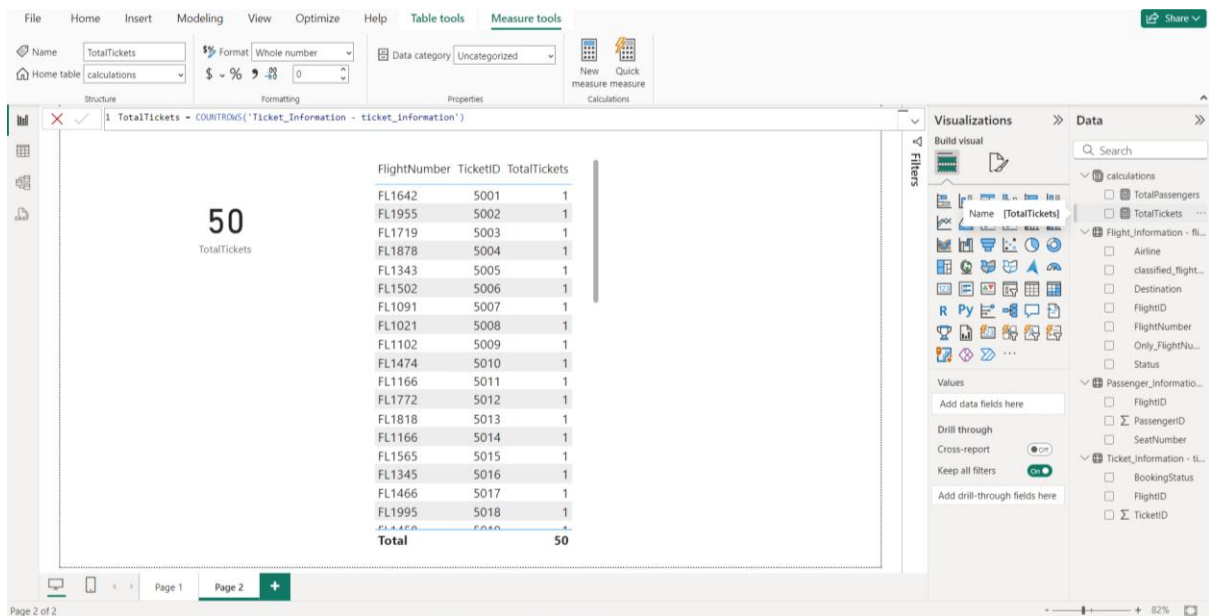 File Home Insert Modeling View Optimize Help Table tools Measure tools
Share
Name TotalTickets
Home table calculations
Structure
$% Format Whole number
$ % 9 .00 0
Formatting
Data category Uncategorized
Properties
New measure
Quick measure
Calculations
1 TotalTickets = COUNTROWS('Ticket_Information - ticket_information')
50
TotalTickets
FlightNumber TicketID TotalTickets
FL1642 5001 1
FL1955 5002 1
FL1719 5003 1
FL1878 5004 1
FL1343 5005 1
FL1502 5006 1
FL1091 5007 1
FL1021 5008 1
FL1102 5009 1
FL1474 5010 1
FL1166 5011 1
FL1772 5012 1
FL1818 5013 1
FL1166 5014 1
FL1565 5015 1
FL1345 5016 1
FL1466 5017 1
FL1995 5018 1
Total 50
Filters
Visualizations
Build visual
Name [TotalTickets]
R Py
Values
Add data fields here
Drill through
Cross-report Off
Keep all filters On
Add drill-through fields here
Data
Search
calculations
TotalPassengers
TotalTickets
Flight_Information - fli...
Airline
classified_flight...
Destination
FlightID
FlightNumber
Only_FlightNu...
Status
Passenger_Informatio...
FlightID
PassengerID
SeatNumber
Ticket_Information - ti...
BookingStatus
FlightID
TicketID
Page 1 Page 2 +
Page 2 of 2
- + 82%